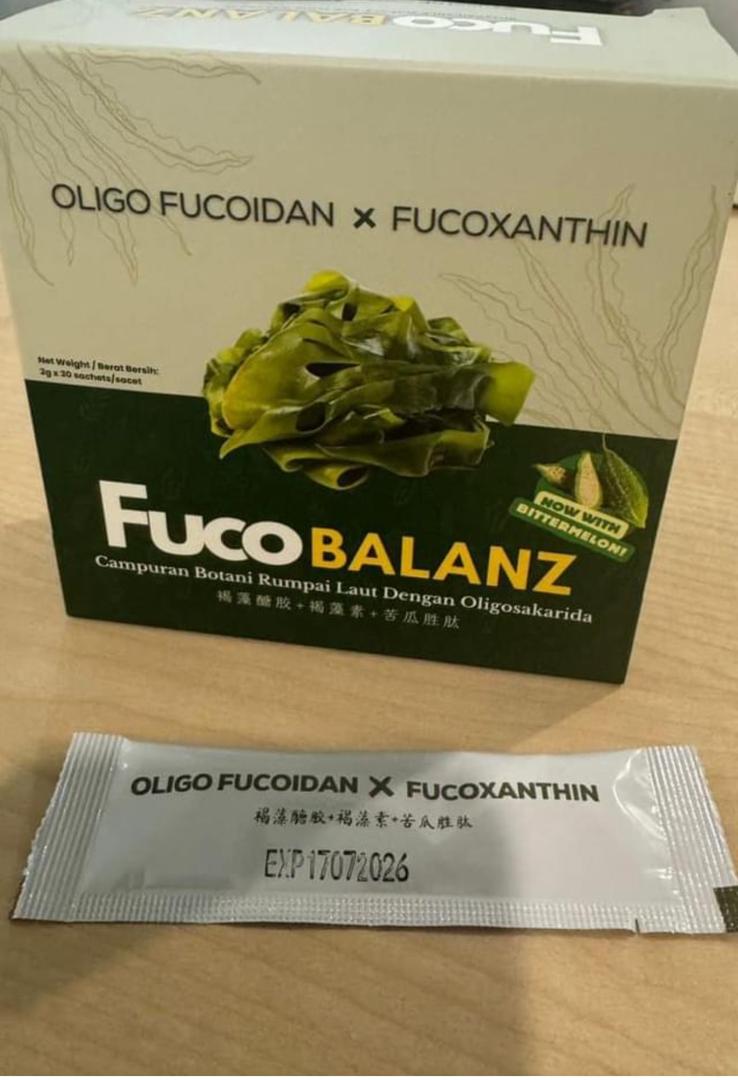 FUCOBALANZ
OLIGO FUCOIDAN X FUCOXANTHIN
Net Weight / Berat Bersih:
2g x 30 sachets/sacet
NOW WITH
BITTERMELON!
FUCOBALANZ
Campuran Botani Rumpai Laut Dengan Oligosakarida
褐藻醣胶+褐藻素+苦瓜胜肽
OLIGO FUCOIDAN X FUCOXANTHIN
褐藻醣胶+褐藻素+苦瓜胜肽
EXP17072026